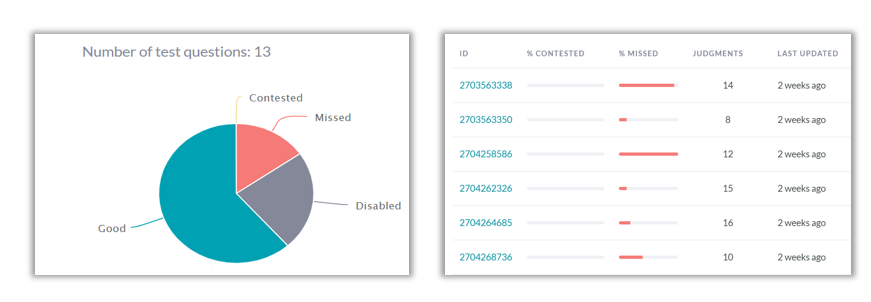 Number of test questions: 13
Contested
Missed
Disabled
Good
ID % CONTESTED % MISSED JUDGMENTS LAST UPDATED
2703563338 14 2 weeks ago
2703563350 8 2 weeks ago
2704258586 12 2 weeks ago
2704262326 15 2 weeks ago
2704264685 16 2 weeks ago
2704268736 10 2 weeks ago